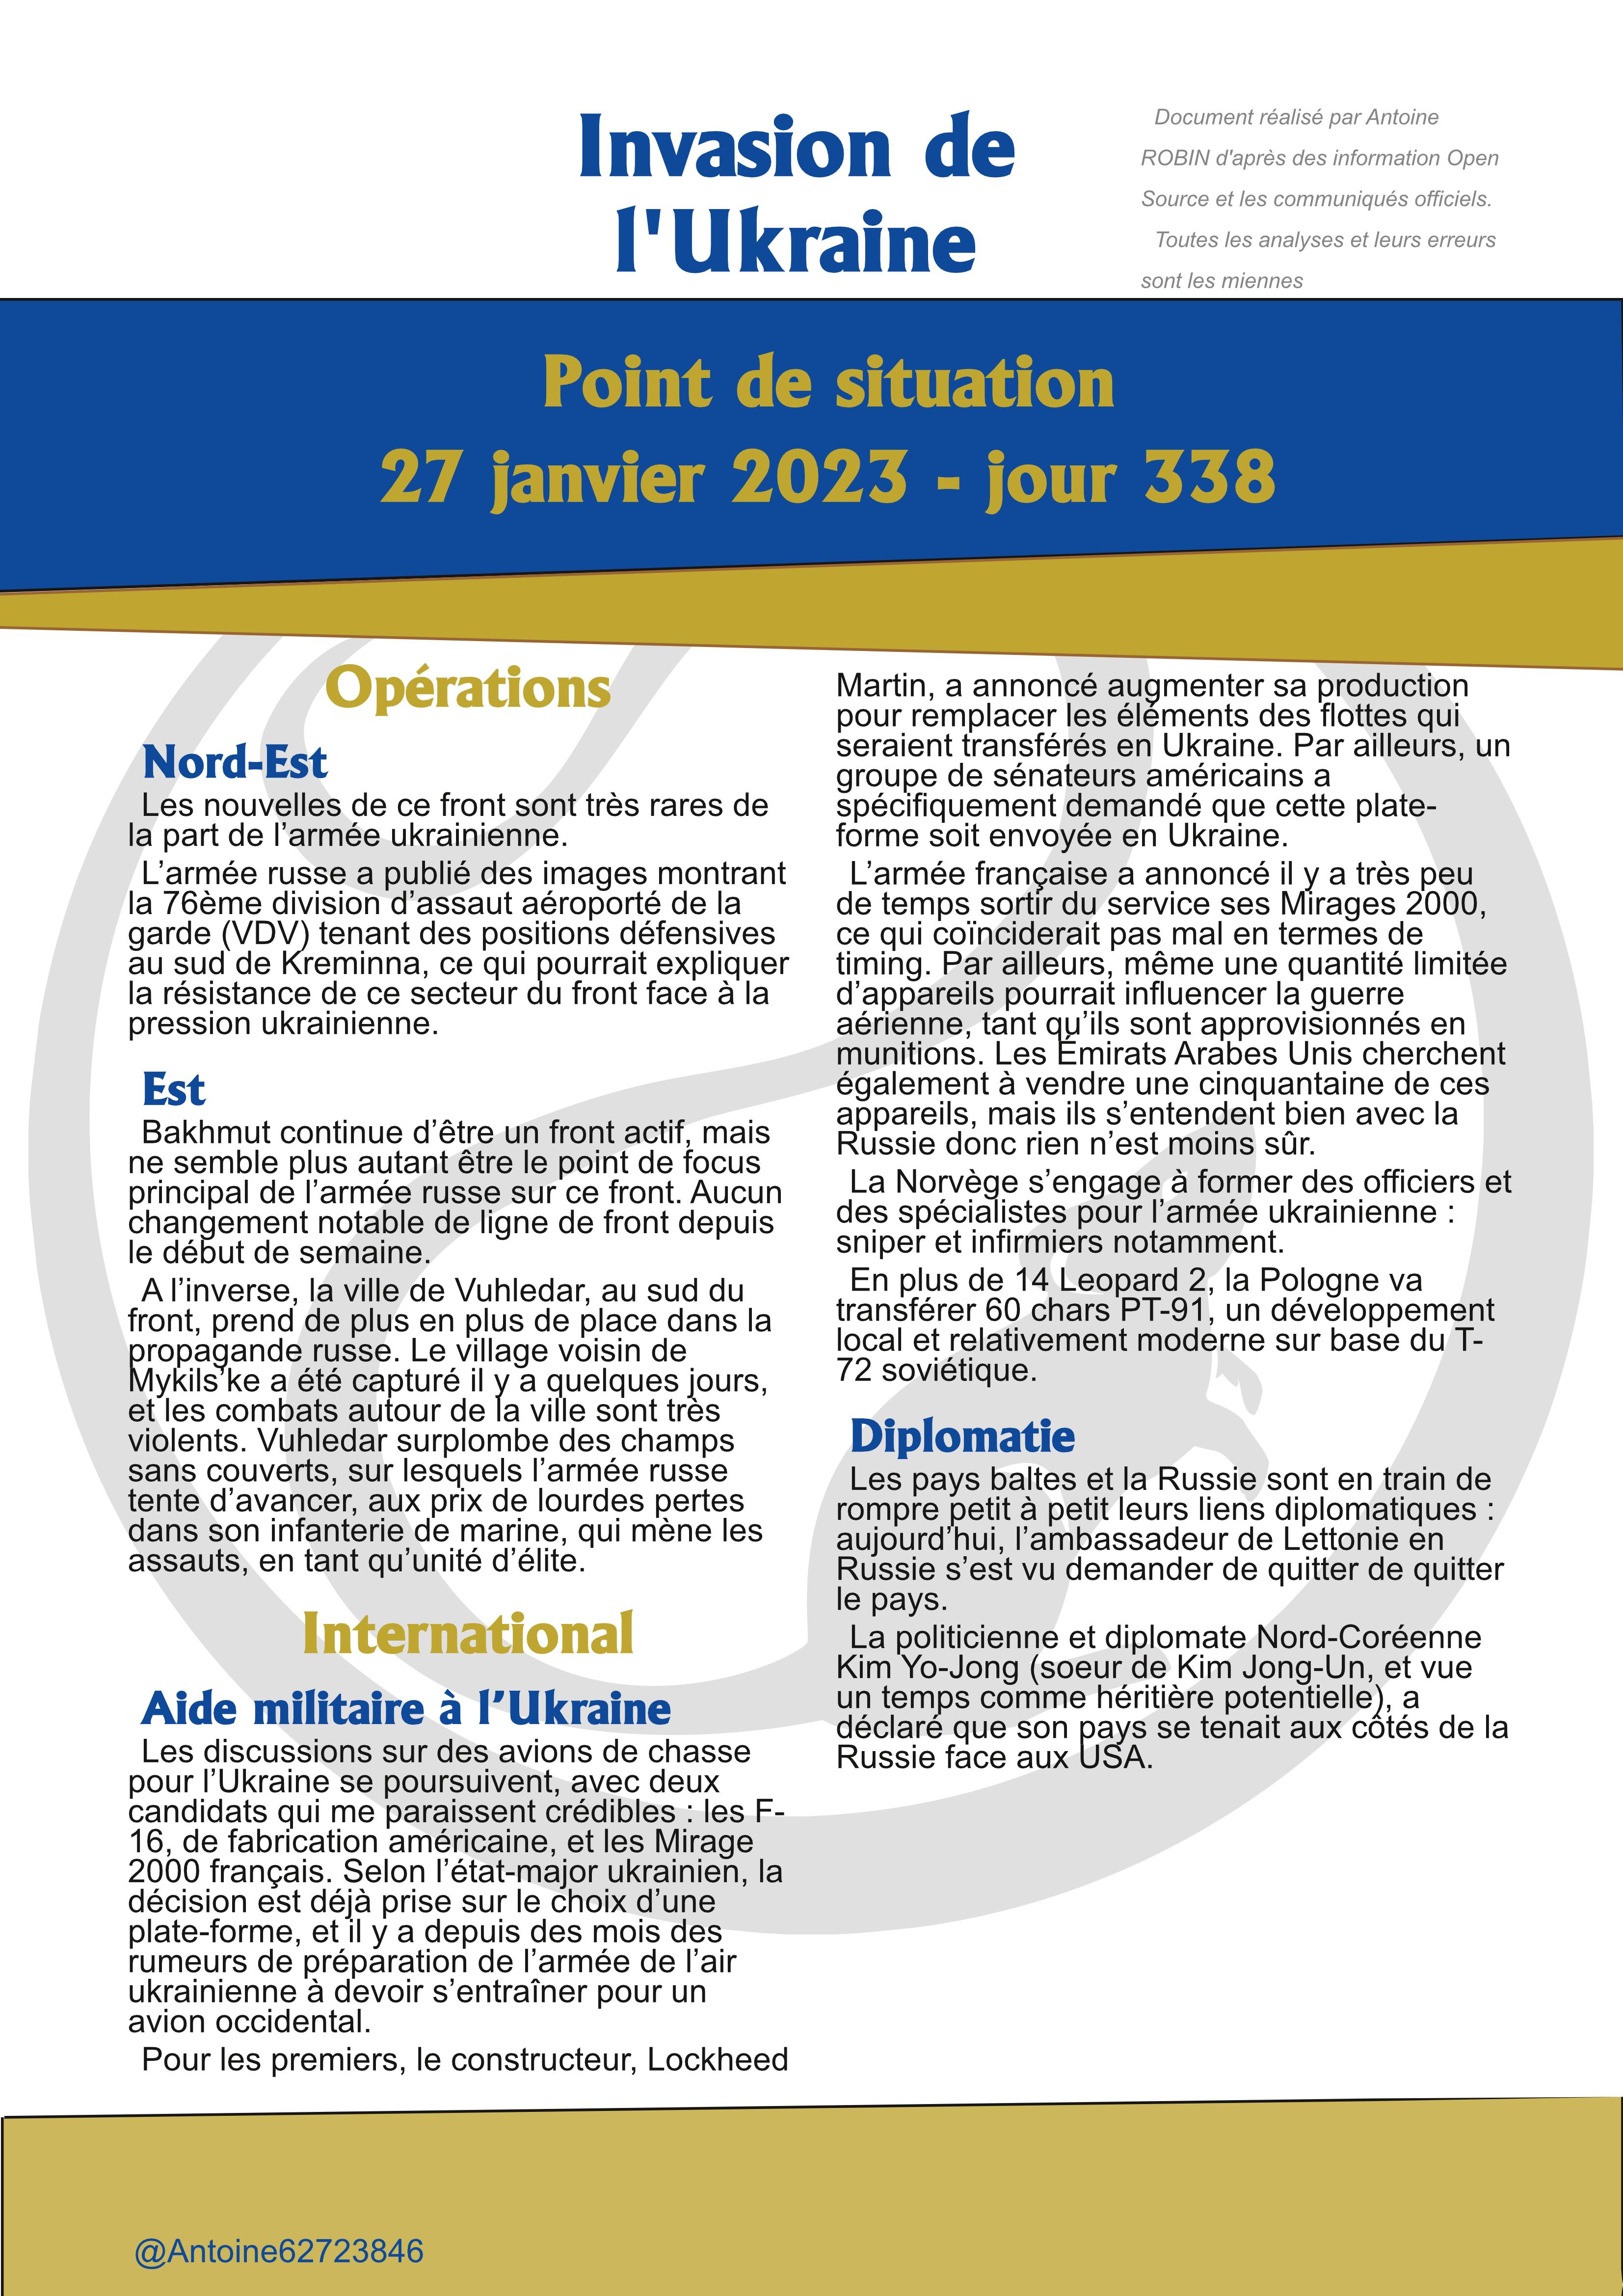 Invasion de
l'Ukraine
Document réalisé par Antoine
ROBIN d'après des information Open
Source et les communiqués officiels.
Toutes les analyses et leurs erreurs
sont les miennes
Point de situation
27 janvier 2023 - jour 338
Opérations
Nord-Est
Les nouvelles de ce front sont très rares de
la part de l’armée ukrainienne.
L’armée russe a publié des images montrant
la 76ème division d’assaut aéroporté de la
garde (VDV) tenant des positions défensives
au sud de Kreminna, ce qui pourrait expliquer
la résistance de ce secteur du front face à la
pression ukrainienne.
Est
Bakhmut continue d’être un front actif, mais
ne semble plus autant être le point de focus
principal de l’armée russe sur ce front. Aucun
changement notable de ligne de front depuis
le début de semaine.
A l’inverse, la ville de Vuhledar, au sud du
front, prend de plus en plus de place dans la
propagande russe. Le village voisin de
Mykils’ke a été capturé il y a quelques jours,
et les combats autour de la ville sont très
violents. Vuhledar surplombe des champs
sans couverts, sur lesquels l’armée russe
tente d’avancer, aux prix de lourdes pertes
dans son infanterie de marine, qui mène les
assauts, en tant qu’unité d’élite.
International
Aide militaire à l’Ukraine
Les discussions sur des avions de chasse
pour l’Ukraine se poursuivent, avec deux
candidats qui me paraissent crédibles : les F-
16, de fabrication américaine, et les Mirage
2000 français. Selon l’état-major ukrainien, la
décision est déjà prise sur le choix d’une
plate-forme, et il y a depuis des mois des
rumeurs de préparation de l’armée de l’air
ukrainienne à devoir s’entraîner pour un
avion occidental.
Pour les premiers, le constructeur, Lockheed
Martin, a annoncé augmenter sa production
pour remplacer les éléments des flottes qui
seraient transférés en Ukraine. Par ailleurs, un
groupe de sénateurs américains a
spécifiquement demandé que cette plate-
forme soit envoyée en Ukraine.
L’armée française a annoncé il y a très peu
de temps sortir du service ses Mirages 2000,
ce qui coïnciderait pas mal en termes de
timing. Par ailleurs, même une quantité limitée
d’appareils pourrait influencer la guerre
aérienne, tant qu’ils sont approvisionnés en
munitions. Les Émirats Arabes Unis cherchent
également à vendre une cinquantaine de ces
appareils, mais ils s’entendent bien avec la
Russie donc rien n’est moins sûr.
La Norvège s’engage à former des officiers et
des spécialistes pour l’armée ukrainienne :
sniper et infirmiers notamment.
En plus de 14 Leopard 2, la Pologne va
transférer 60 chars PT-91, un développement
local et relativement moderne sur base du T-
72 soviétique.
Diplomatie
Les pays baltes et la Russie sont en train de
rompre petit à petit leurs liens diplomatiques :
aujourd’hui, l’ambassadeur de Lettonie en
Russie s’est vu demander de quitter de quitter
le pays.
La politicienne et diplomate Nord-Coréenne
Kim Yo-Jong (soeur de Kim Jong-Un, et vue
un temps comme héritière potentielle), a
déclaré que son pays se tenait aux côtés de la
Russie face aux USA.
@Antoine62723846